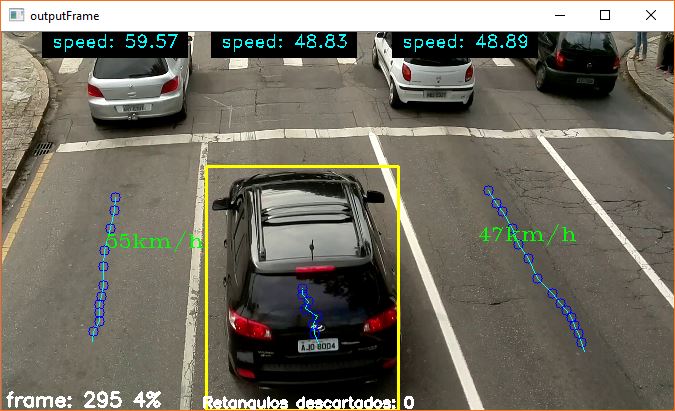 outputFrame
speed: 59.57
speed: 48.83
speed: 48.89
55km/h
47km/h
AJD 8004
frame: 295 4%
Retangulos descartados: 0